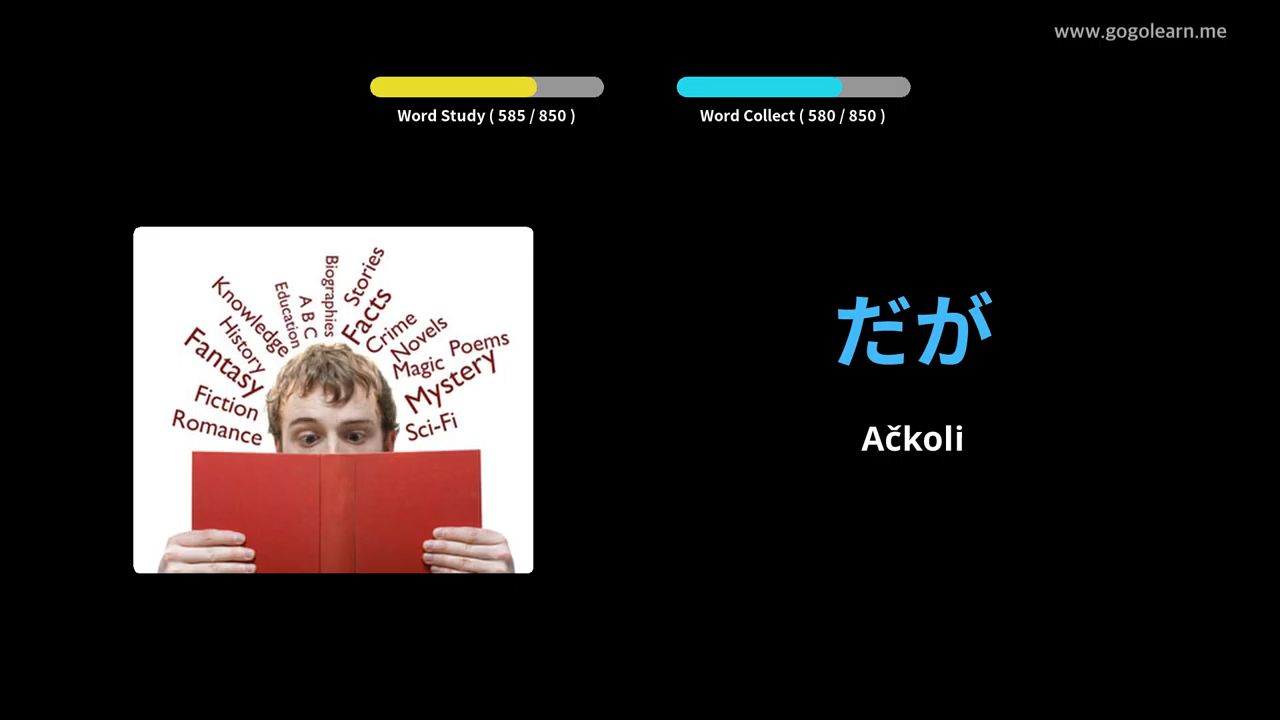 www.gogolearn.me
Word Study ( 585 / 850 )
Word Collect ( 580 / 850 )
Knowledge
Education
A B C
Biographies
Stories
Facts
History
Crime
Novels
Fantasy
Magic
Poems
Fiction
Mystery
Romance
Sci-Fi
だが
Ačkoli